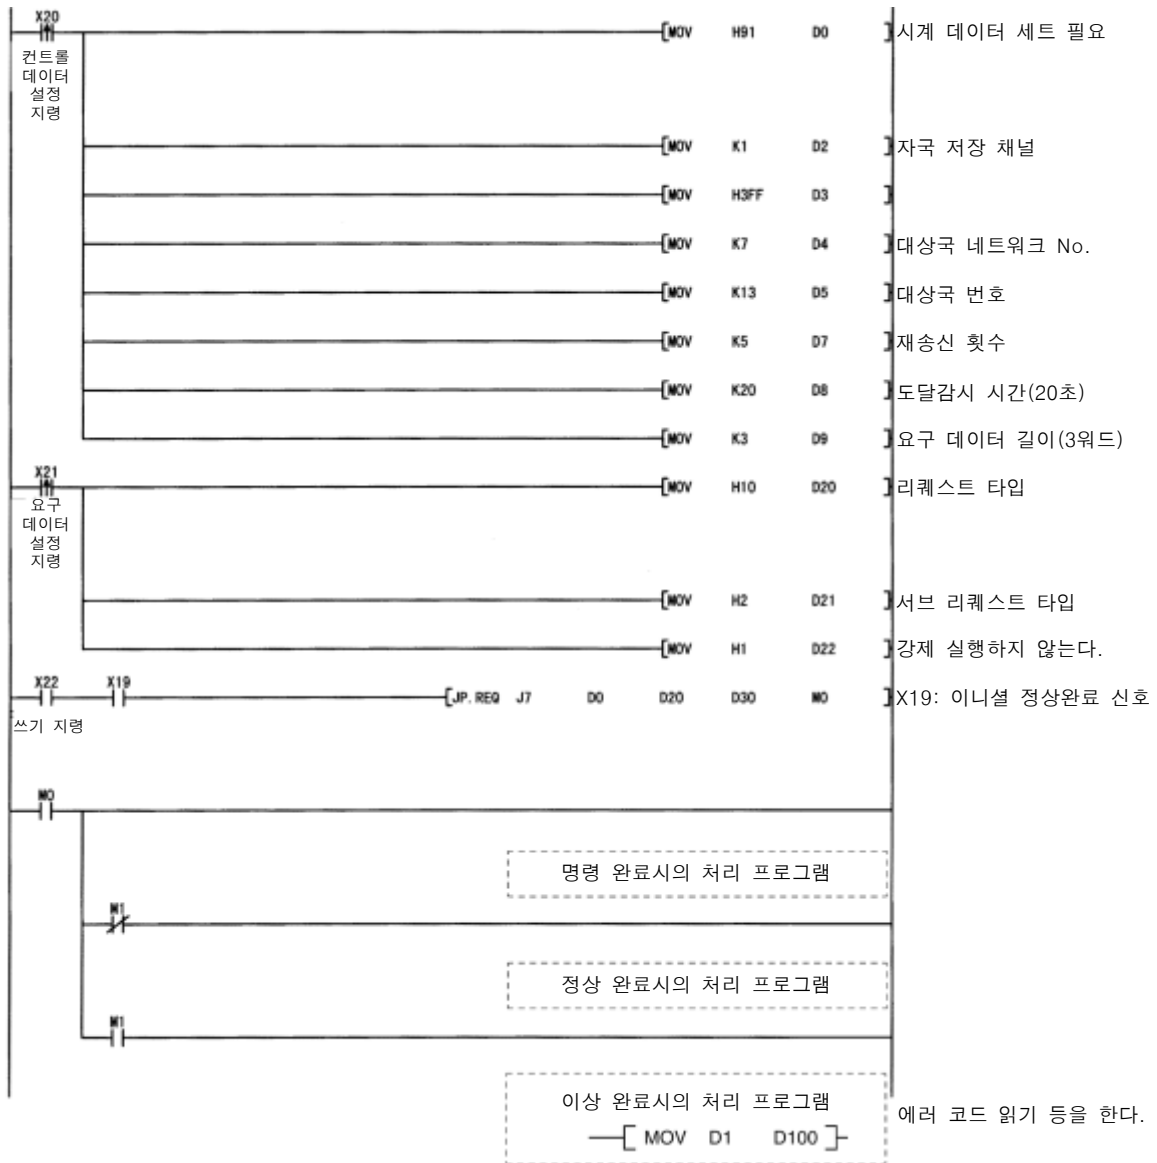 X20
[MOV H91 D0 ] 시계 데이터 세트 필요
컨트롤
데이터
설정
지령
[MOV K1 D2 ] 자국 저장 채널
[MOV H3FF D3 ]
[MOV K7 D4 ] 대상국 네트워크 No.
[MOV K13 D5 ] 대상국 번호
[MOV K5 D7 ] 재송신 횟수
[MOV K20 D8 ] 도달감시 시간(20초)
[MOV K3 D9 ] 요구 데이터 길이(3워드)
X21
[MOV H10 D20 ] 리퀘스트 타입
요구
데이터
설정
지령
[MOV H2 D21 ] 서브 리퀘스트 타입
[MOV H1 D22 ] 강제 실행하지 않는다.
X22 X19
[JP.REQ J7 D0 D20 D30 M0 ] X19: 이니셜 정상완료 신호
쓰기 지령
M0
명령 완료시의 처리 프로그램
M1
정상 완료시의 처리 프로그램
M1
이상 완료시의 처리 프로그램
에러 코드 읽기 등을 한다.
[ MOV D1 D100 ]